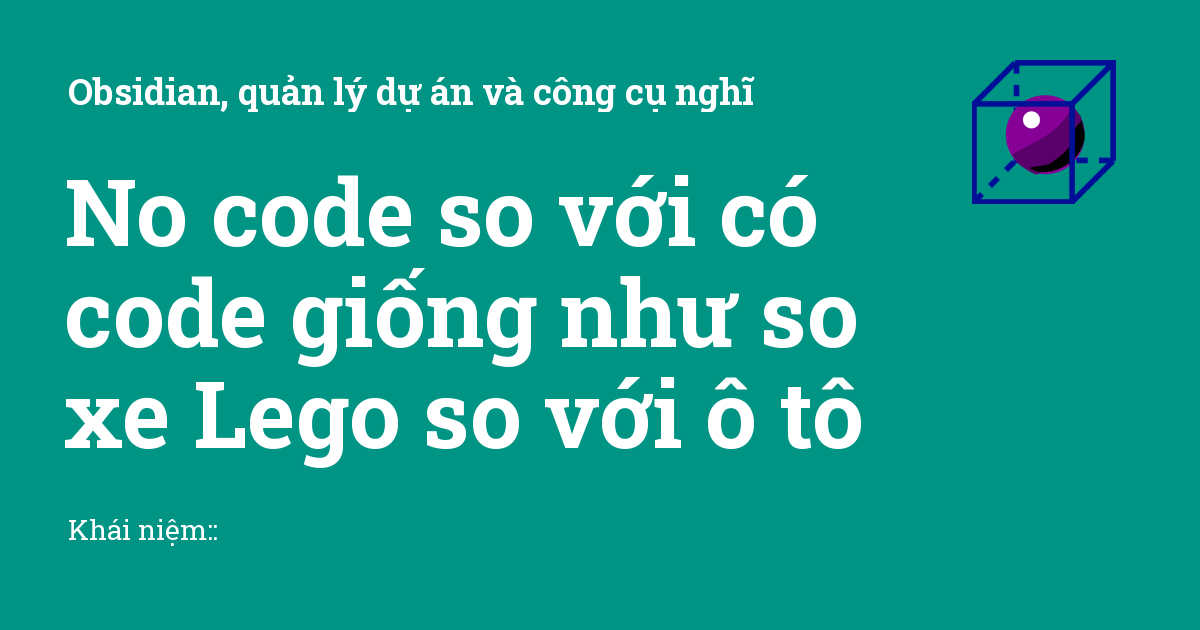 Obsidian, quản lý dự án và công cụ nghĩ
No code so với có
code giống như so
xe Lego so với ô tô
Khái niệm::